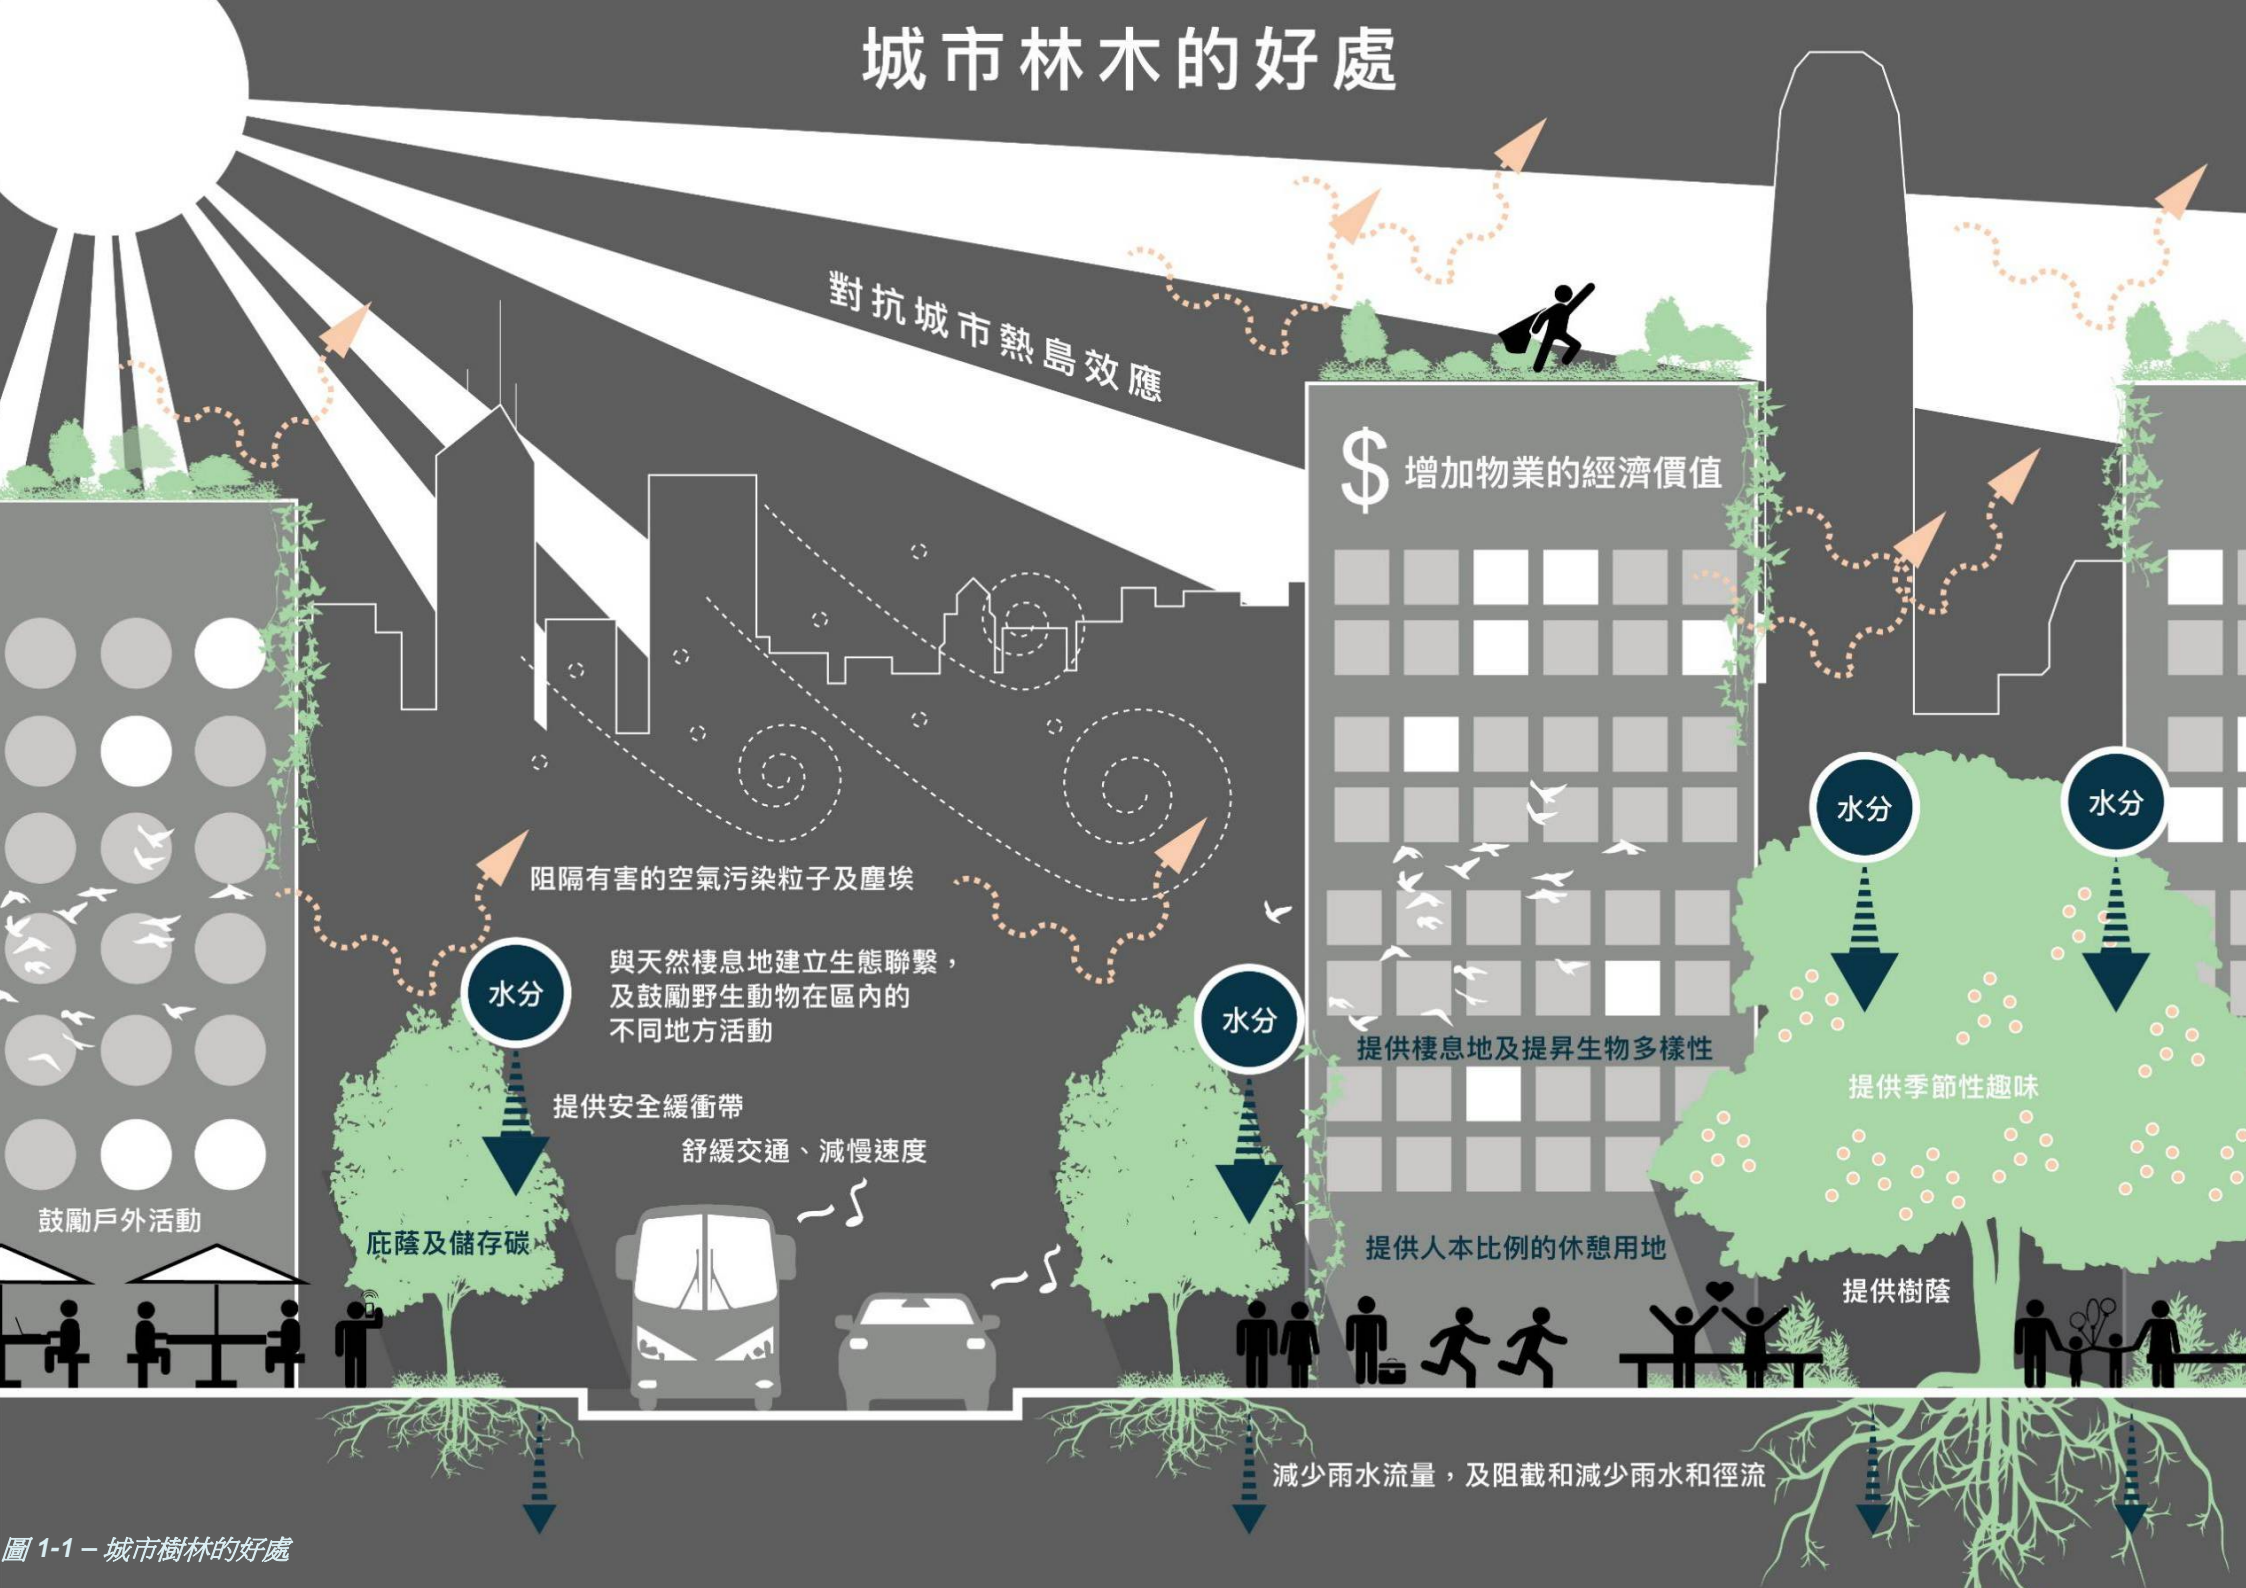 城市林木的好處
對抗城市熱島效應
$ 增加物業的經濟價值
水分
水分
阻隔有害的空氣污染粒子及塵埃
水分
與天然棲息地建立生態聯繫，
及鼓勵野生動物在區內的
不同地方活動
水分
提供棲息地及提昇生物多樣性
提供季節性趣味
提供安全緩衝帶
舒緩交通、減慢速度
鼓勵戶外活動
庇蔭及儲存碳
提供人本比例的休憩用地
提供樹蔭
減少雨水流量，及阻截和減少雨水和徑流
圖 1-1 – 城市樹林的好處